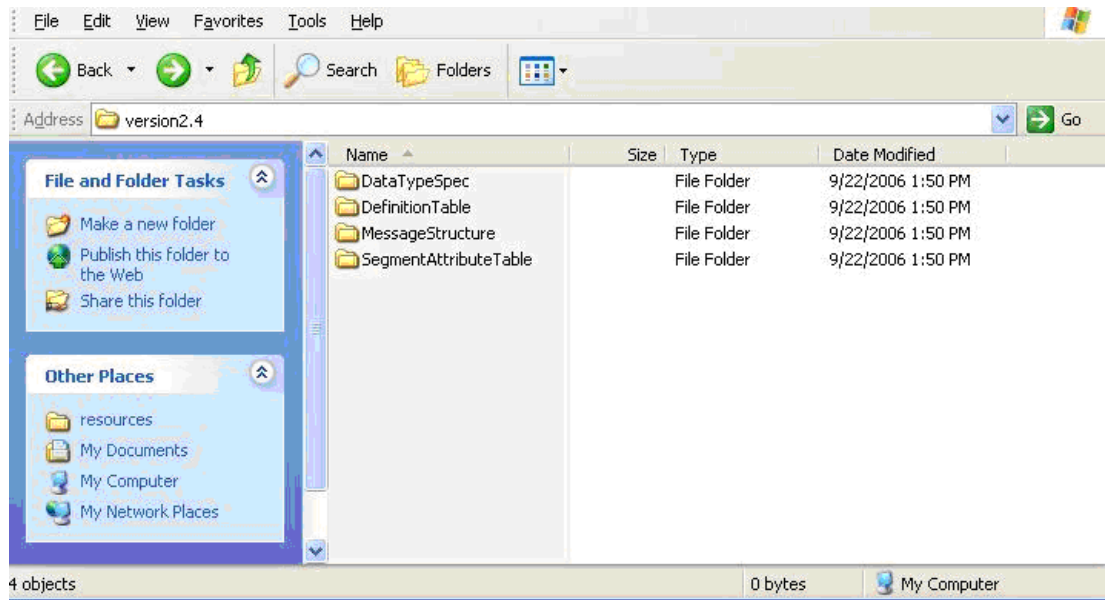 File Edit View Favorites Tools Help
Back Search Folders
Address version2.4 Go
Name Size Type Date Modified
DataTypeSpec File Folder 9/22/2006 1:50 PM
DefinitionTable File Folder 9/22/2006 1:50 PM
MessageStructure File Folder 9/22/2006 1:50 PM
SegmentAttributeTable File Folder 9/22/2006 1:50 PM
File and Folder Tasks
Make a new folder
Publish this folder to
the Web
Share this folder
Other Places
resources
My Documents
My Computer
My Network Places
4 objects 0 bytes My Computer